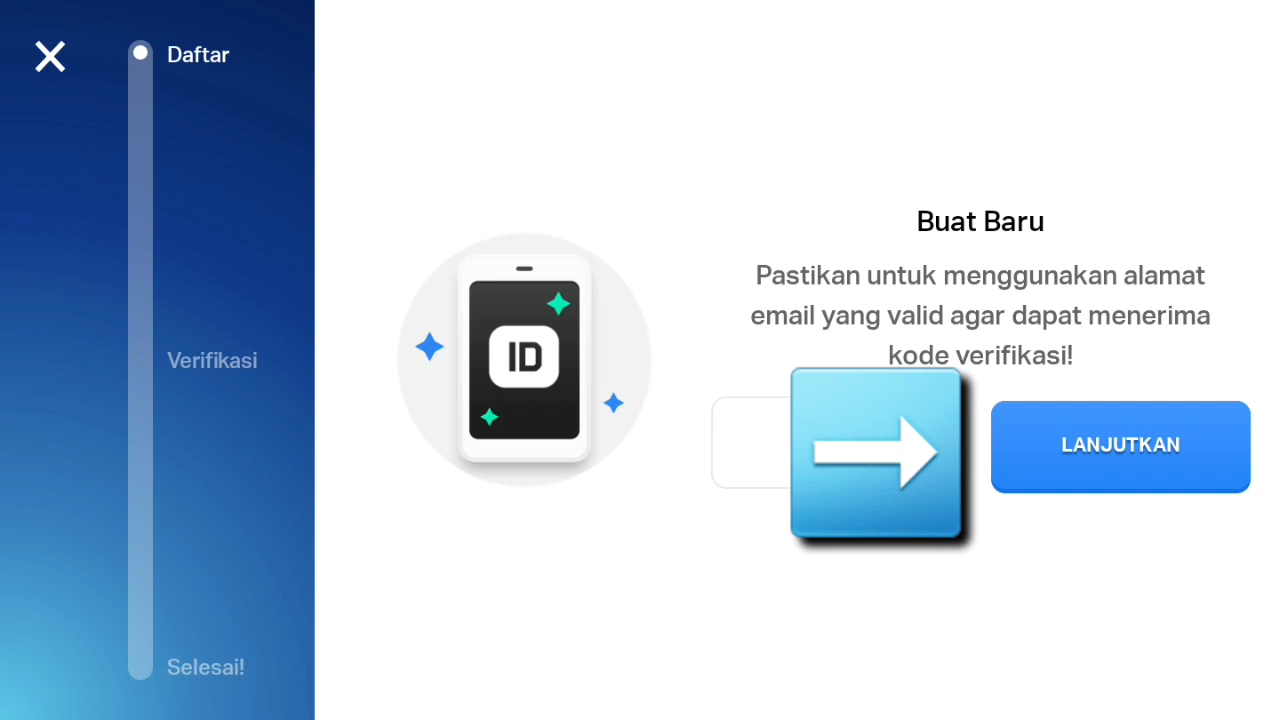 Daftar
Verifikasi
Selesai!
ID
Buat Baru
Pastikan untuk menggunakan alamat
email yang valid agar dapat menerima
kode verifikasi!
LANJUTKAN